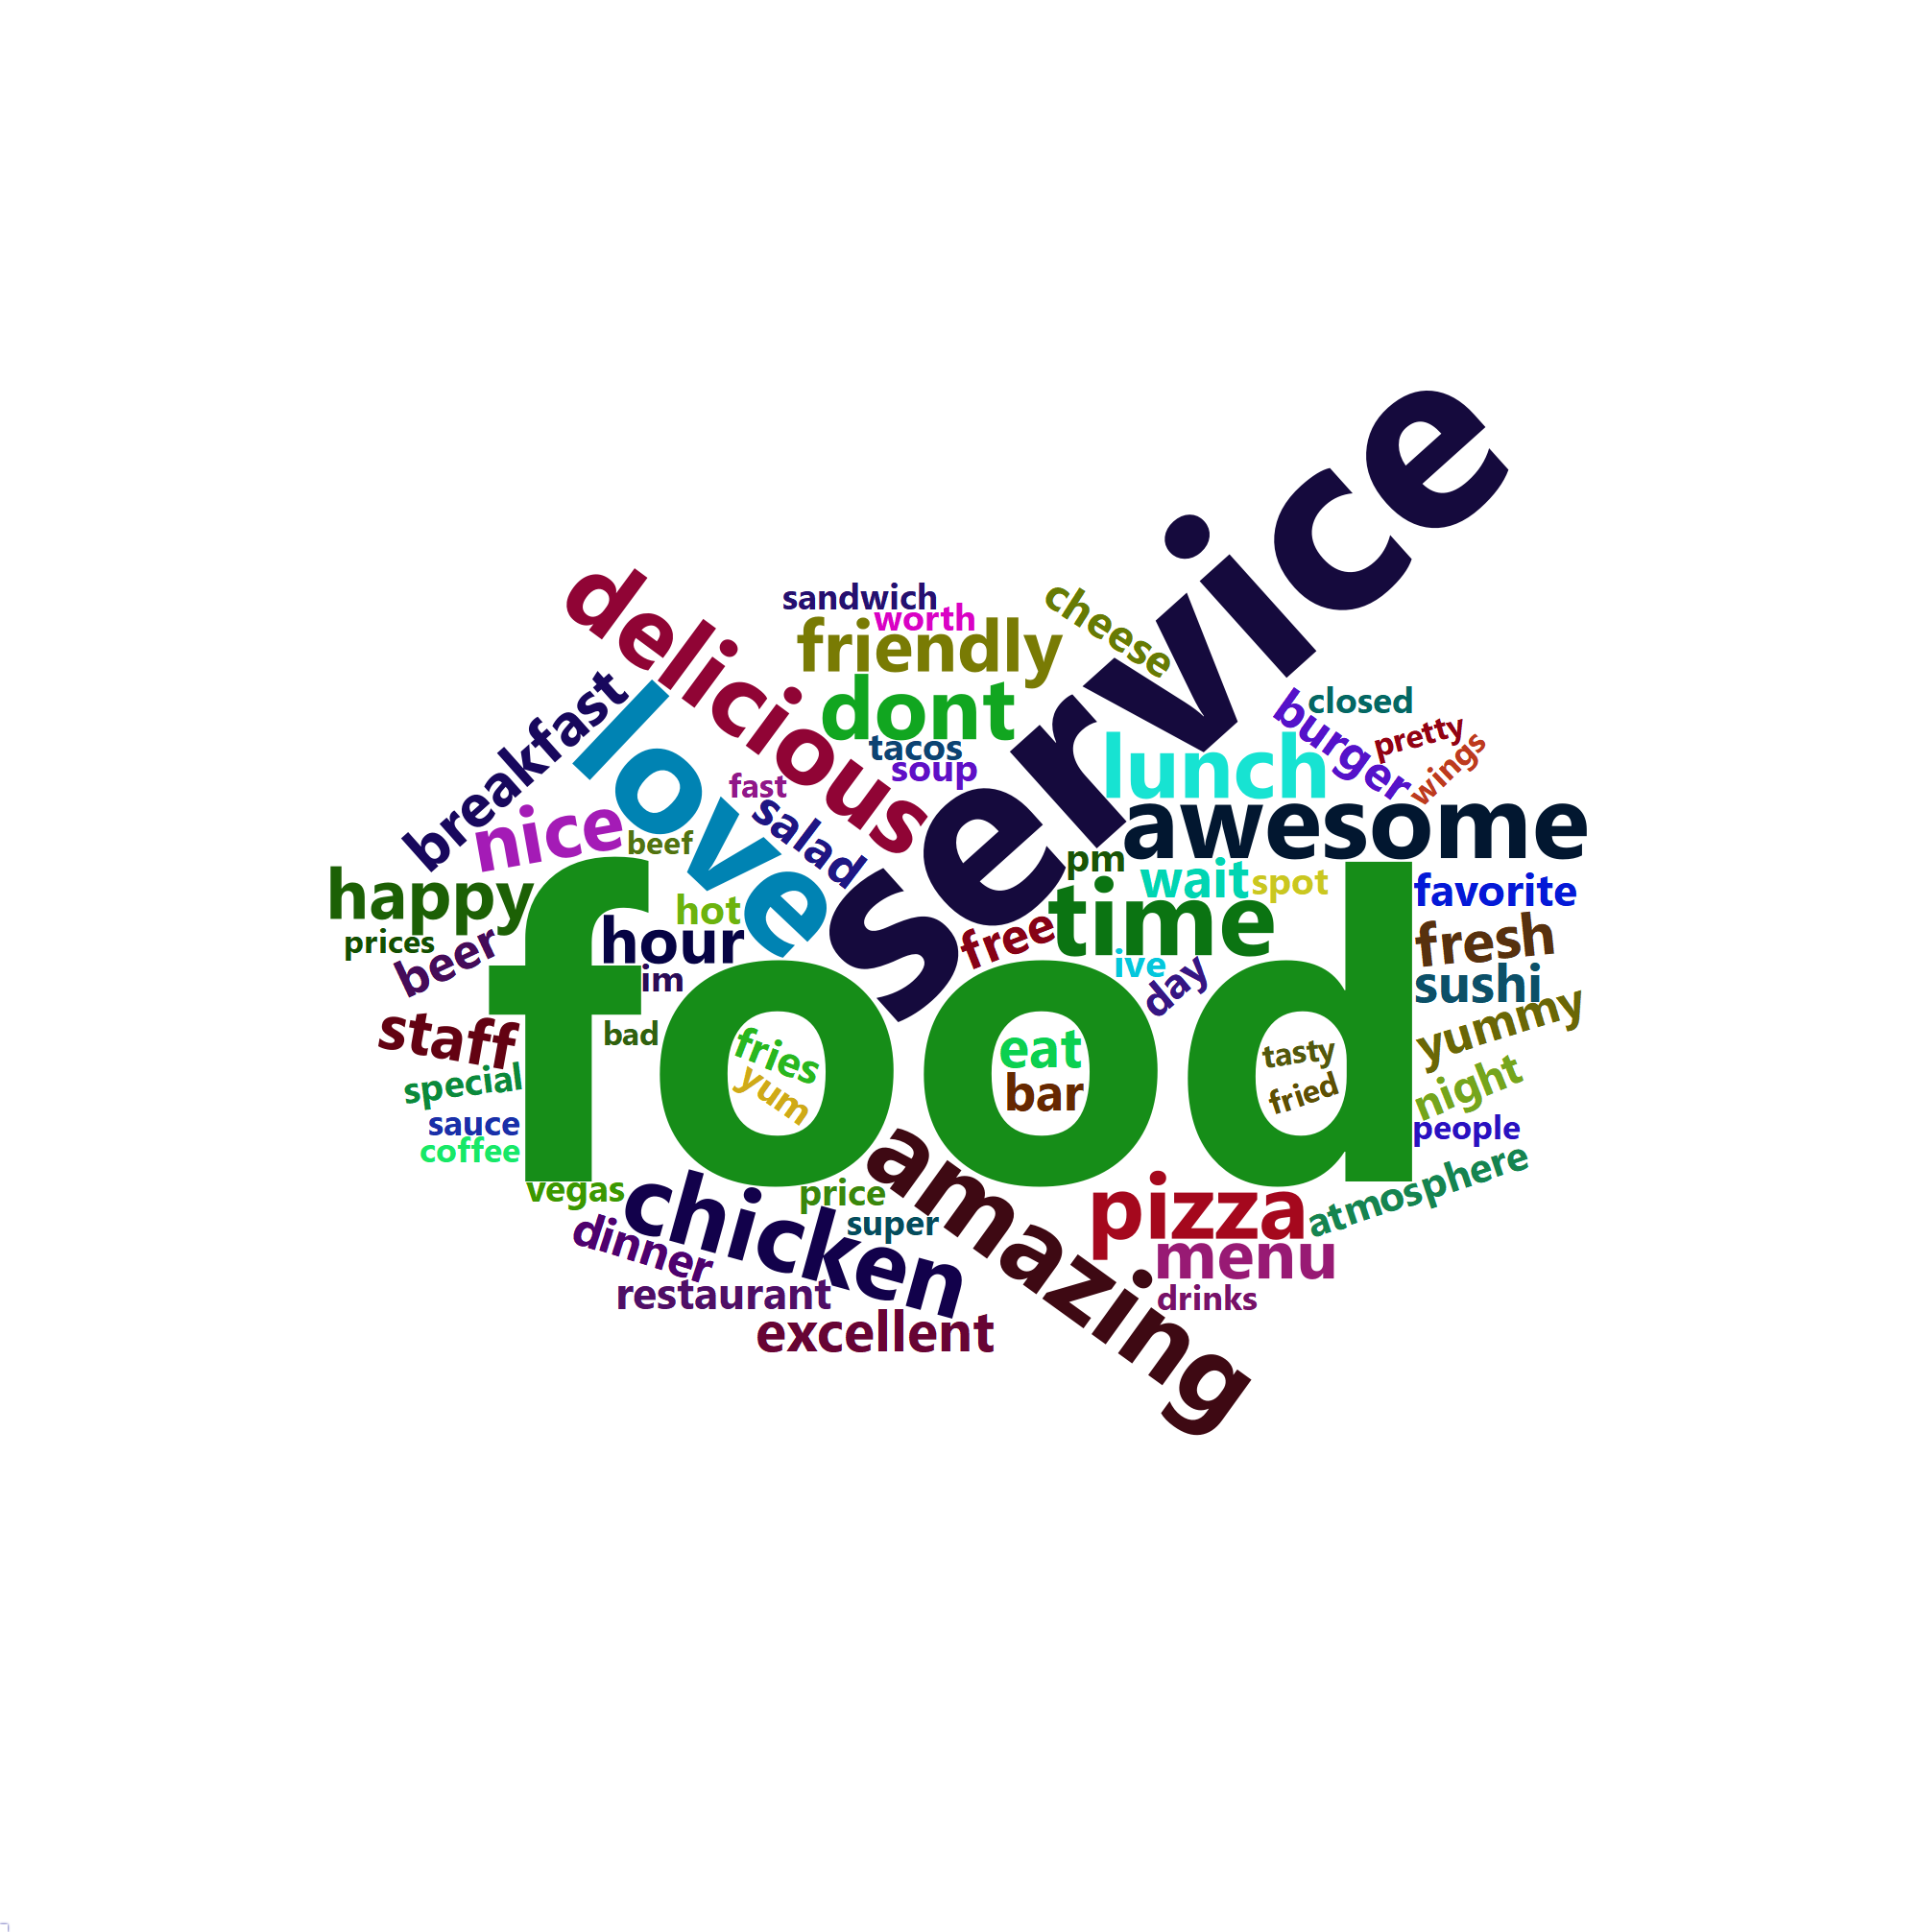 service
delicious
sandwich
worth
cheese
friendly
breakfast
love
dont
closed
burger
pretty
wings
tacos
soup
lunch
fast
salad
nice
beef
awesome
pm
happy
wait
spot
favorite
hot
time
prices
beer
hour
free
fresh
im
ive
day
sushi
food
staff
bad
fries
yum
eat
bar
tasty
fried
yummy
special
night
sauce
people
coffee
vegas
chicken
price
amazing
pizza
atmosphere
dinner
super
menu
restaurant
drinks
excellent